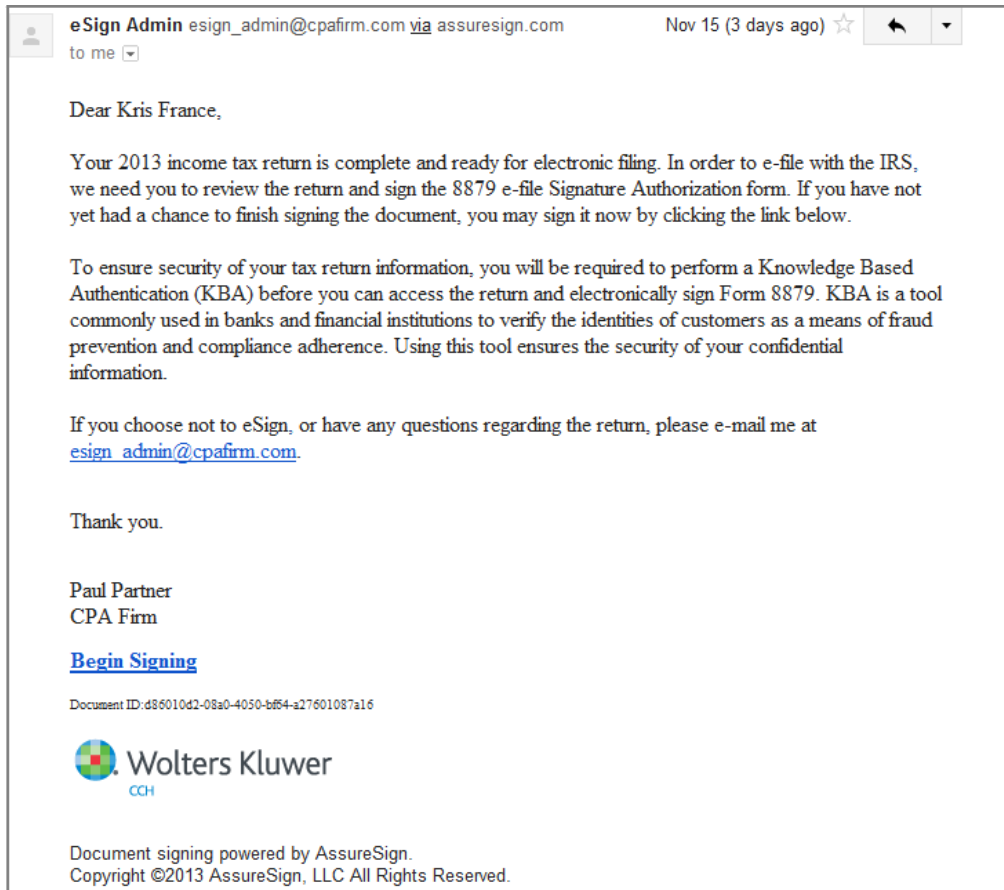 eSign Admin esign_admin@cpafirm.com via assuresign.com Nov 15 (3 days ago)
to me
Dear Kris France,
Your 2013 income tax return is complete and ready for electronic filing. In order to e-file with the IRS,
we need you to review the return and sign the 8879 e-file Signature Authorization form. If you have not
yet had a chance to finish signing the document, you may sign it now by clicking the link below.
To ensure security of your tax return information, you will be required to perform a Knowledge Based
Authentication (KBA) before you can access the return and electronically sign Form 8879. KBA is a tool
commonly used in banks and financial institutions to verify the identities of customers as a means of fraud
prevention and compliance adherence. Using this tool ensures the security of your confidential
information.
If you choose not to eSign, or have any questions regarding the return, please e-mail me at
esign_admin@cpafirm.com.
Thank you.
Paul Partner
CPA Firm
Begin Signing
Document ID:d86010d2-08a0-4050-bf64-a27601087a16
Wolters Kluwer
CCH
Document signing powered by AssureSign.
Copyright ©2013 AssureSign, LLC All Rights Reserved.